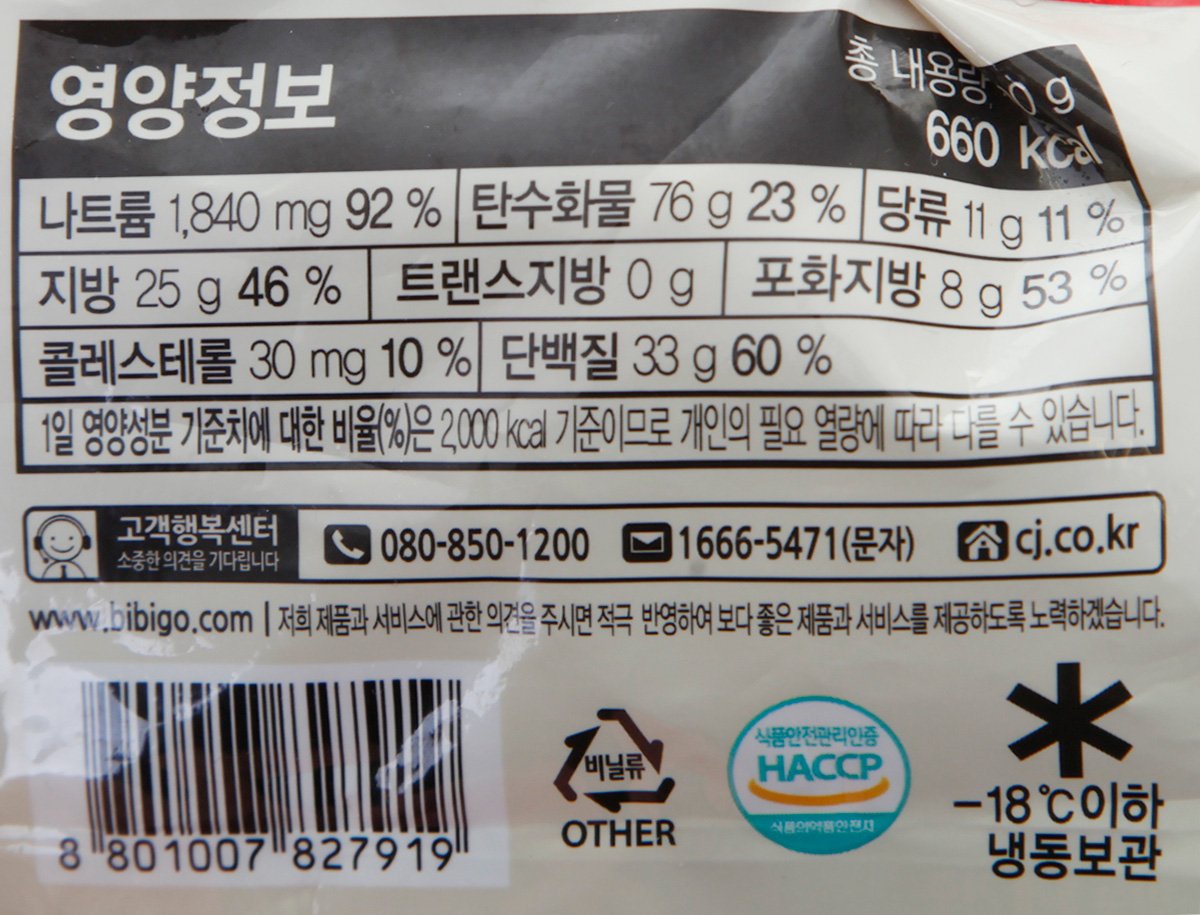 영양정보
총 내용량 g
660 kcal
나트륨 1,840 mg 92 % 탄수화물 76 g 23 % 당류 11 g 11 %
지방 25 g 46 % 트랜스지방 0 g 포화지방 8 g 53 %
콜레스테롤 30 mg 10 % 단백질 33 g 60 %
1일 영양성분 기준치에 대한 비율(%)은 2,000 kcal 기준이므로 개인의 필요 열량에 따라 다를 수 있습니다.
고객행복센터
소중한 의견을 기다립니다
080-850-1200 1666-5471(문자) cj.co.kr
www.bibigo.com | 저희 제품과 서비스에 관한 의견을 주시면 적극 반영하여 보다 좋은 제품과 서비스를 제공하도록 노력하겠습니다.
비닐류
OTHER
식품안전관리인증
HACCP
식품의약품안전처
-18℃이하
냉동보관
8 801007 827919